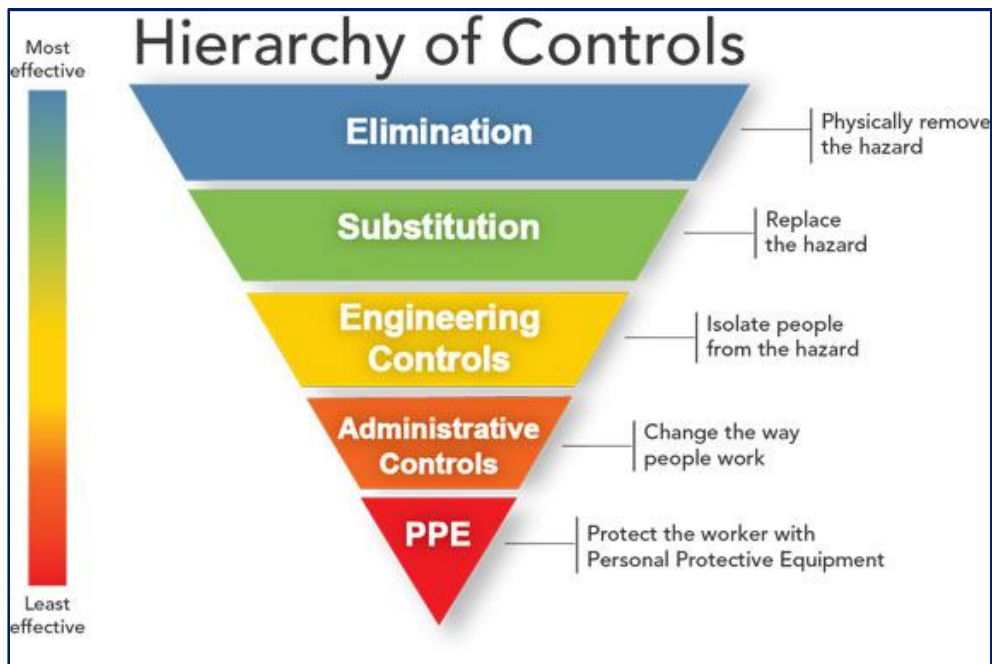 Hierarchy of Controls
Most
effective
Elimination
Physically remove
the hazard
Substitution
Replace
the hazard
Engineering
Controls
Isolate people
from the hazard
Administrative
Controls
Change the way
people work
PPE
Protect the worker with
Personal Protective Equipment
Least
effective